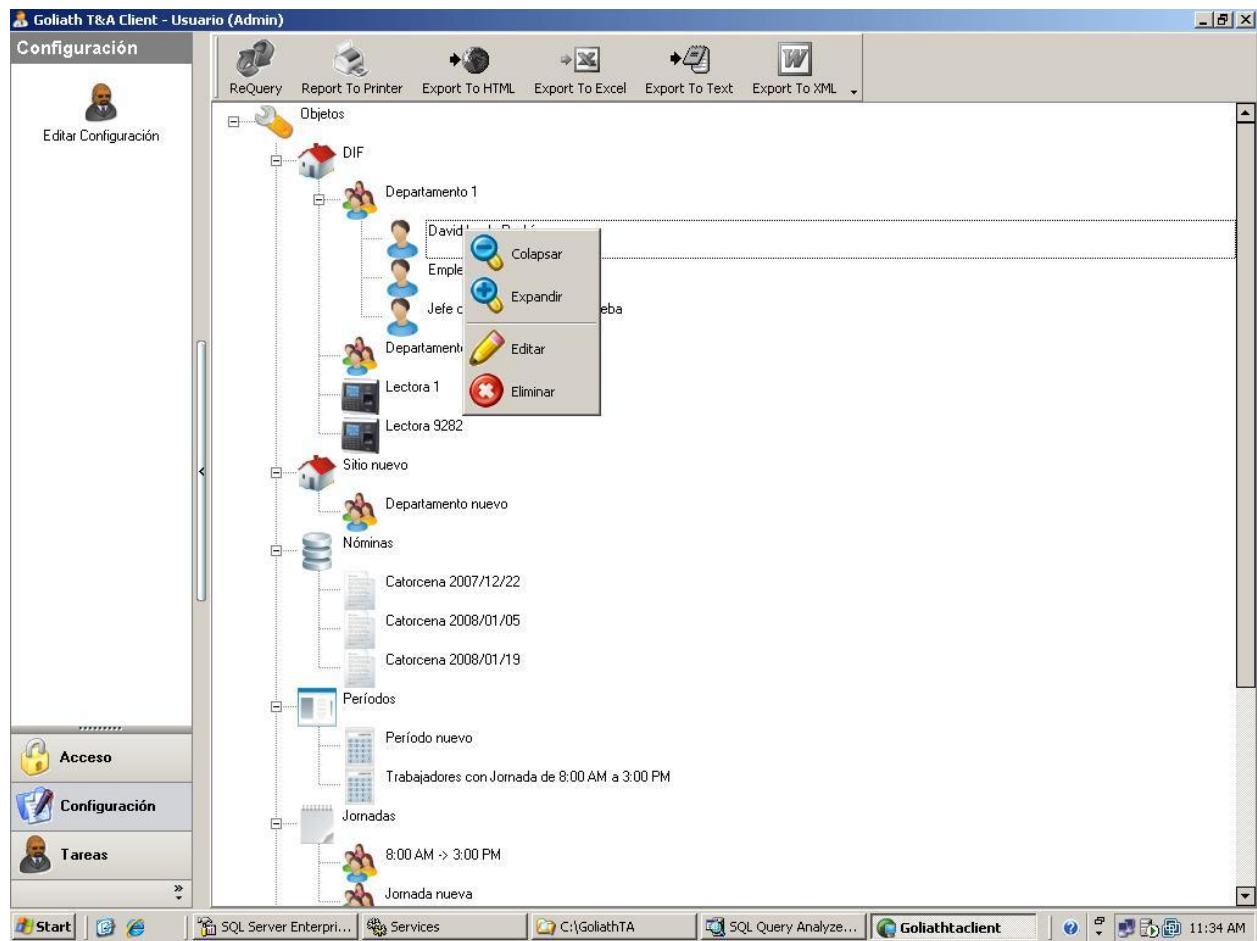 Goliath T&A Client - Usuario (Admin)
Configuración
Editar Configuración
ReQuery Report To Printer Export To HTML Export To Excel Export To Text Export To XML
Objetos
DIF
Departamento 1
David
Colapsar
Expandir
Editar
Eliminar
Lectora 1
Lectora 9282
Sitio nuevo
Departamento nuevo
Nóminas
Catorcena 2007/12/22
Catorcena 2008/01/05
Catorcena 2008/01/19
Períodos
Período nuevo
Trabajadores con Jornada de 8:00 AM a 3:00 PM
Jornadas
8:00 AM -> 3:00 PM
Jornada nueva
Acceso
Configuración
Tareas
Start SQL Server Enterpri... Services C:\GoliathTA SQL Query Analyze... Goliathtaclient 11:34 AM